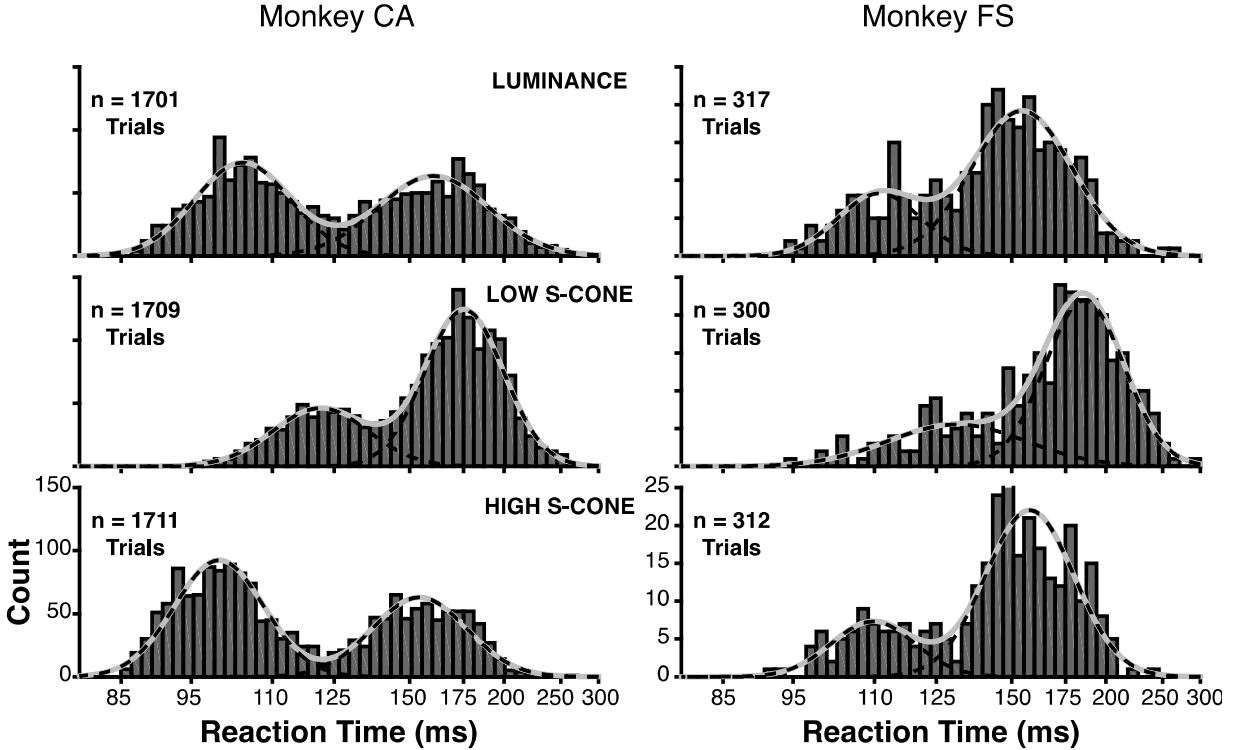 Monkey CA
Monkey FS
LUMINANCE
n = 1701
Trials
n = 317
Trials
LOW S-CONE
n = 1709
Trials
n = 300
Trials
HIGH S-CONE
n = 1711
Trials
n = 312
Trials
150
100
50
0
Count
25
20
15
10
5
0
85 95 110 125 150 175 200 250 300
85 95 110 125 150 175 200 250 300
Reaction Time (ms)
Reaction Time (ms)